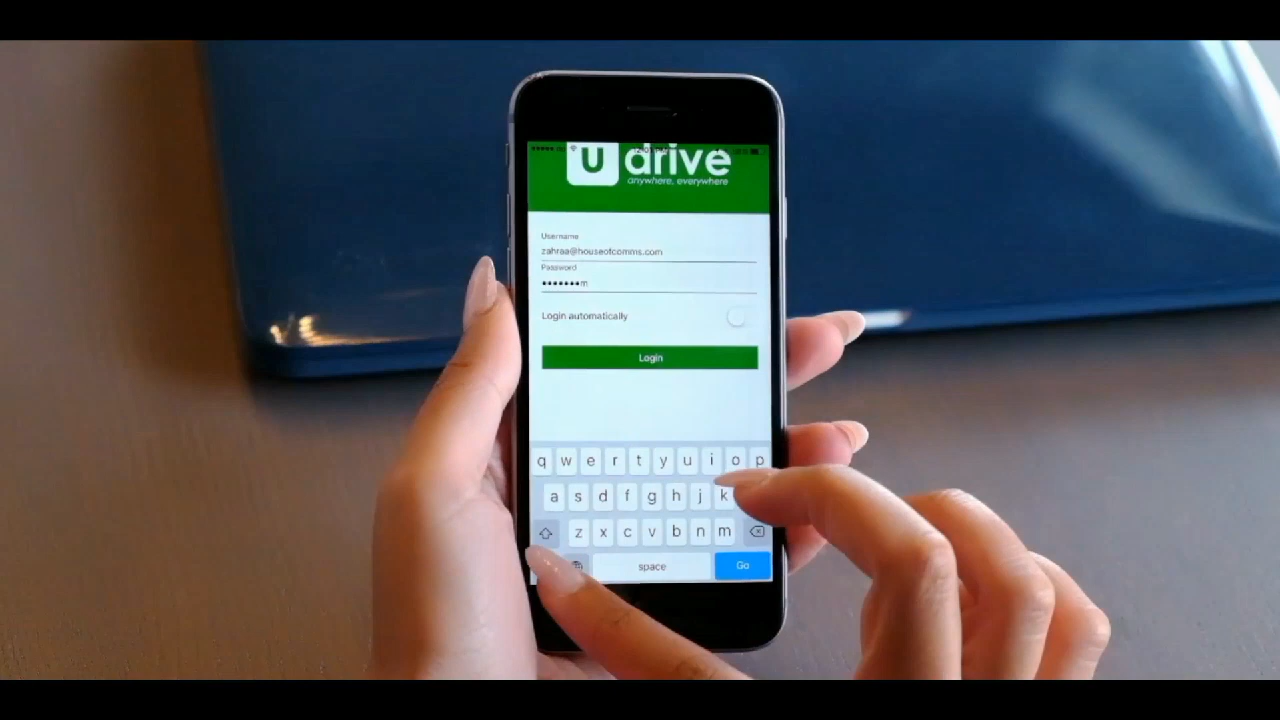 U drive
anywhere, everywhere
Username
zahraa@houseofcomms.com
Password
•••••••m
Login automatically
Login
q w e r t y u i o p
a s d f g h j k
z x c v b n m
space Go